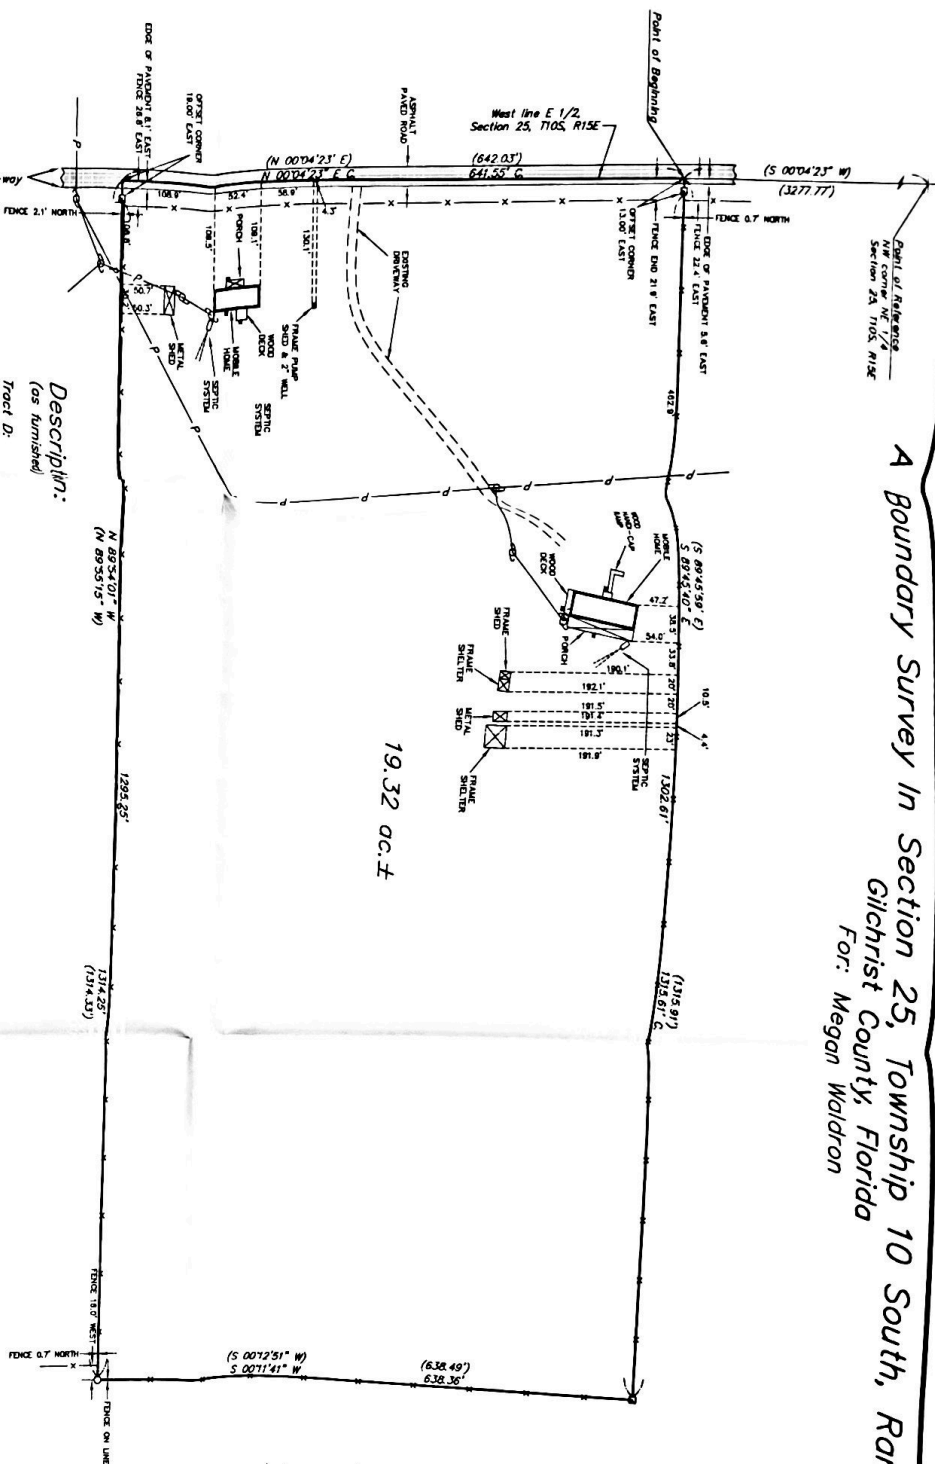 A Boundary Survey In Section 25, Township 10 South, Ran
Gilchrist County, Florida
For: Megan Waldron
Point of Reference
NW corner NE 1/4
Section 25, T10S, R15E
(S 00°04'23" W)
(3277.77')
Point of Beginning
West line E 1/2,
Section 25, T10S, R15E
ASPHALT
PAVED ROAD
(N 00°04'23" E)
N 00°04'23" E C
(642.03')
641.55' C
FENCE 0.7' NORTH
EDGE OF PAVEMENT 5.8' EAST
FENCE 22.4' EAST
FENCE END 21.9' EAST
OFFSET CORNER
13.00' EAST
462.9'
(S 89°45'59" E)
S 89°45'40" E
47.2'
38.5'
54.0'
33.8'
20'
20'
10.5'
4.4'
23'
1302.61'
(1315.91')
1315.61' C
190.1'
192.1'
191.5'
191.4'
191.3'
191.9'
MOBILE
HOME
WOOD
DECK
PORCH
SEPTIC
SYSTEM
FRAME
SHED
FRAME
SHELTER
METAL
SHED
FRAME
SHELTER
EXISTING
DRIVEWAY
19.32 ac.±
EDGE OF PAVEMENT 8.1' EAST
FENCE 28.8' EAST
OFFSET CORNER
19.00' EAST
way
FENCE 2.1' NORTH
108.9'
52.4'
58.9'
4.3'
108.5'
109.1'
130.1'
PORCH
FRAME PUMP
SHED & 2" WELL
WOOD
DECK
MOBILE
HOME
SEPTIC
SYSTEM
SEPTIC
SYSTEM
METAL
SHED
50.7'
50.3'
P
P
P
P
P
P
P
P
N 89°54'01" W
(N 89°55'15" W)
1295.25'
1314.25'
(1314.33')
(S 00°12'51" W)
S 00°11'41" W
(638.49')
638.36'
FENCE 18.0' WEST
FENCE 0.7' NORTH
FENCE ON LINE
Description:
(as furnished)
Tract D: